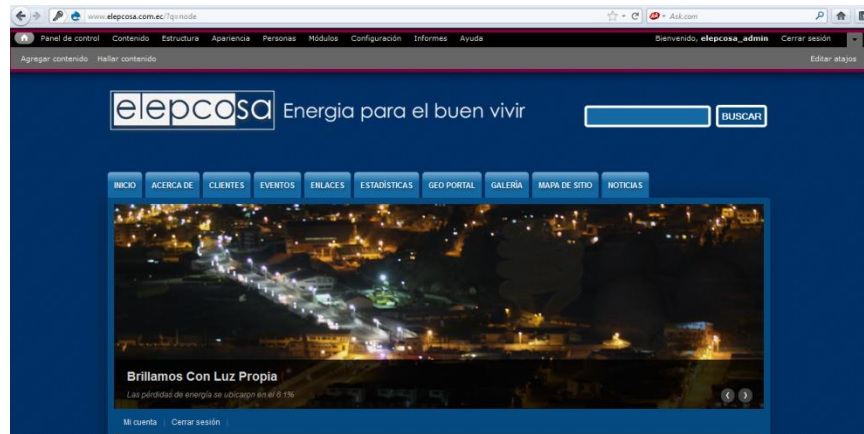 www.elepcosa.com.ec/?q=node
Ask.com
Panel de control Contenido Estructura Apariencia Personas Módulos Configuración Informes Ayuda Bienvenido, elepcosa_admin Cerrar sesión
Agregar contenido Hallar contenido Editar atajos
elepcosa Energia para el buen vivir
BUSCAR
INICIO ACERCA DE CLIENTES EVENTOS ENLACES ESTADÍSTICAS GEO PORTAL GALERÍA MAPA DE SITIO NOTICIAS
Brillamos Con Luz Propia
Las pérdidas de energía se ubicaron en el 6.1%
Mi cuenta Cerrar sesión